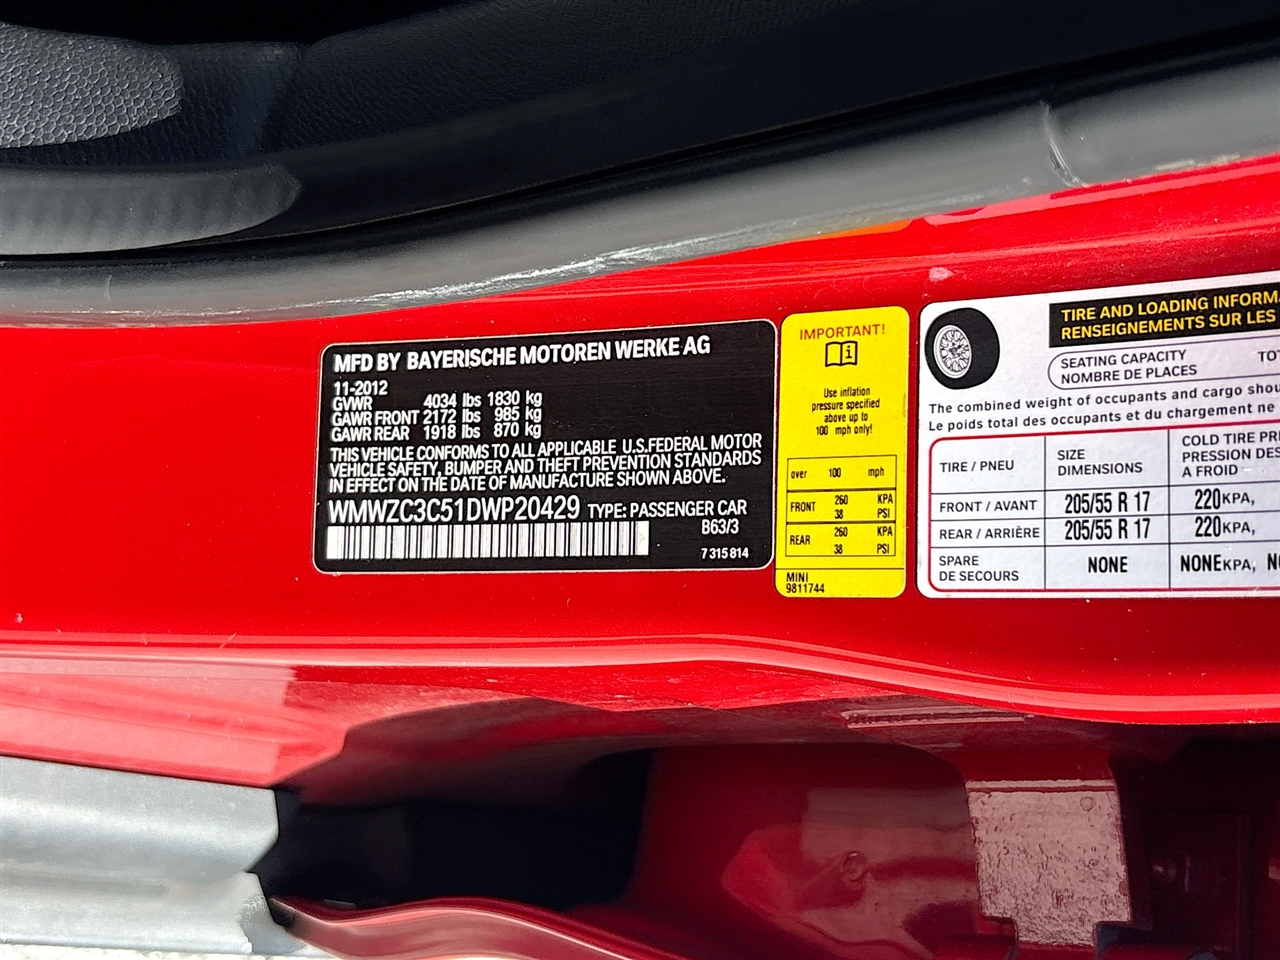 MFD BY BAYERISCHE MOTOREN WERKE AG
11-2012
GVWR 4034 lbs 1830 kg
GAWR FRONT 2172 lbs 985 kg
GAWR REAR 1918 lbs 870 kg
THIS VEHICLE CONFORMS TO ALL APPLICABLE U.S.FEDERAL MOTOR
VEHICLE SAFETY, BUMPER AND THEFT PREVENTION STANDARDS
IN EFFECT ON THE DATE OF MANUFACTURE SHOWN ABOVE.
WMWZC3C51DWP20429 TYPE: PASSENGER CAR
B63/3
7 315 814
IMPORTANT!
Use inflation
pressure specified
above up to
100 mph only!
over 100 mph
FRONT 260 KPA
38 PSI
REAR 260 KPA
38 PSI
MINI
9811744
TIRE AND LOADING
RENSEIGNEMENTS SUR LES
SEATING CAPACITY
NOMBRE DE PLACES
The combined weight of occupants and cargo
Le poids total des occupants et du chargement ne
TIRE / PNEU
SIZE
DIMENSIONS
COLD TIRE
PRESSION
A FROID
FRONT / AVANT 205/55 R 17 220 KPA,
REAR / ARRIÈRE 205/55 R 17 220 KPA,
SPARE
DE SECOURS NONE NONE KPA,